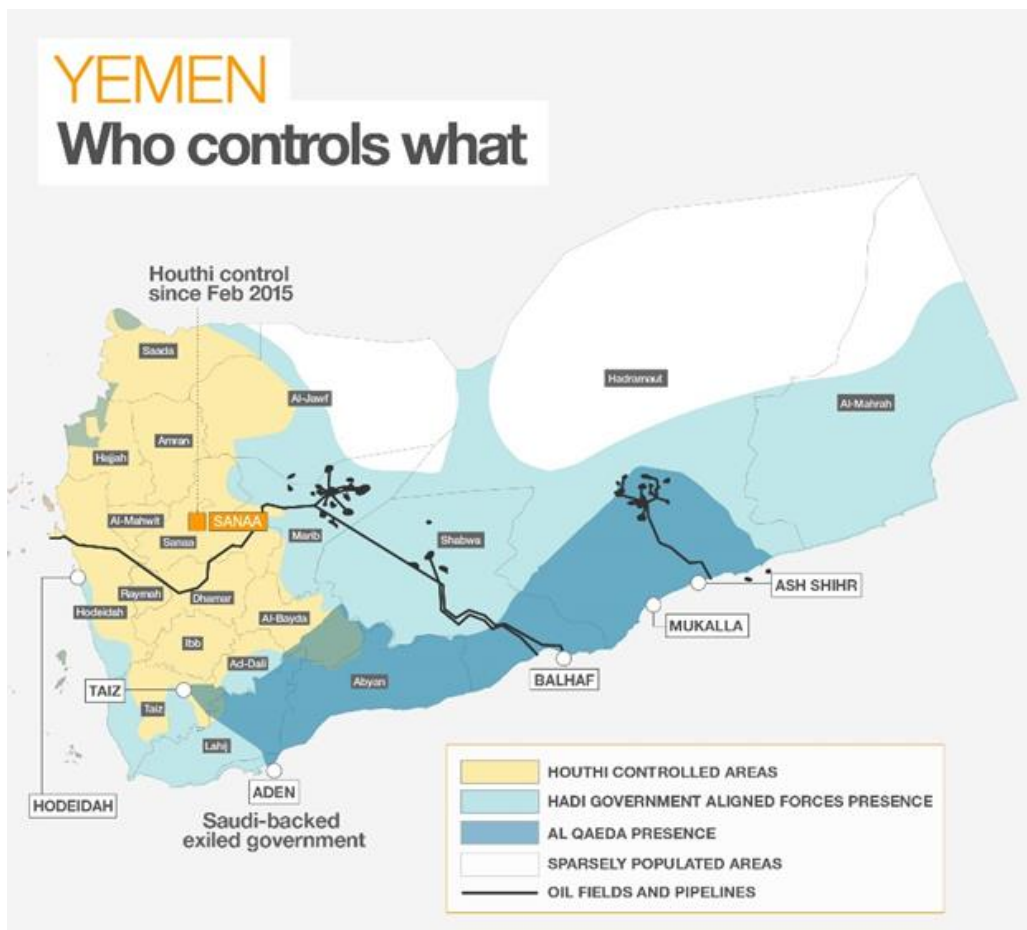 YEMEN
Who controls what
Houthi control
since Feb 2015
Saada
Al-Jawf
Hadramaut
Al-Mahrah
Amran
Hajjah
Al-Mahwit
SANAA
Sanaa
Marib
Shabwa
Raymah
Dhamar
Hodeidah
Al-Bayda
ASH SHIHR
MUKALLA
Ibb
Ad-Dali
Abyan
BALHAF
TAIZ
Taiz
Lahij
ADEN
HODEIDAH
Saudi-backed
exiled government
HOUTHI CONTROLLED AREAS
HADI GOVERNMENT ALIGNED FORCES PRESENCE
AL QAEDA PRESENCE
SPARSELY POPULATED AREAS
OIL FIELDS AND PIPELINES